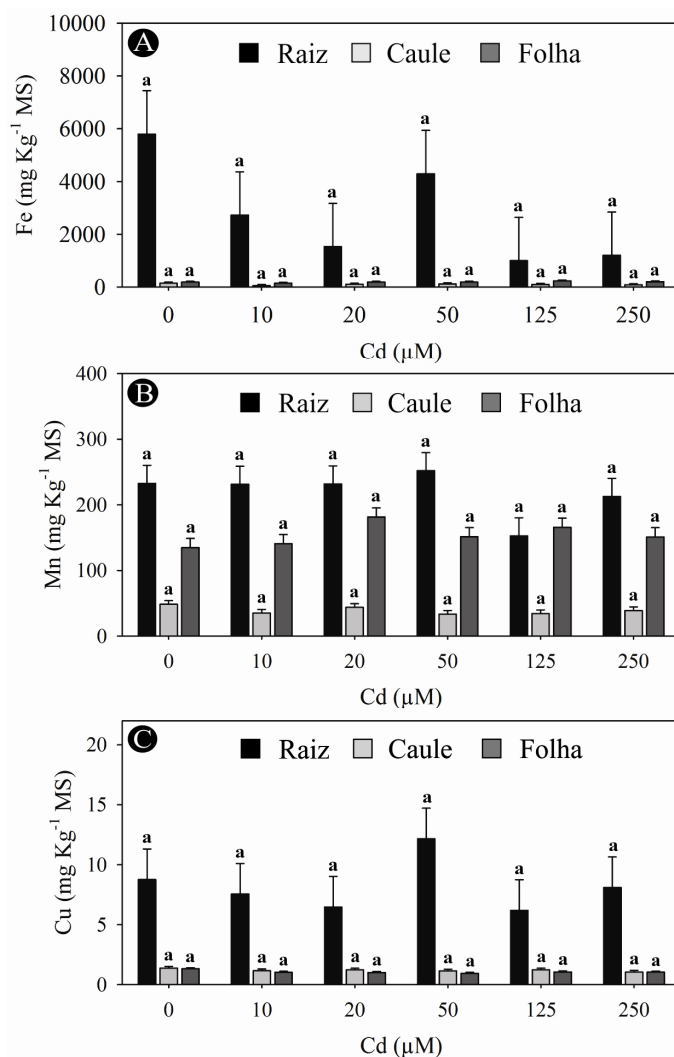 A
Raiz Caule Folha
Fe (mg Kg⁻¹ MS)
10000
8000
6000
4000
2000
0
a a a a a a
a a a a a a a a a a a a
0 10 20 50 125 250
Cd (µM)
B
Raiz Caule Folha
Mn (mg Kg⁻¹ MS)
400
300
200
100
0
a a a a a a
a a a a a a
a a a a a a
0 10 20 50 125 250
Cd (µM)
C
Raiz Caule Folha
Cu (mg Kg⁻¹ MS)
20
15
10
5
0
a a a a a a
a a a a a a a a a a a a
0 10 20 50 125 250
Cd (µM)